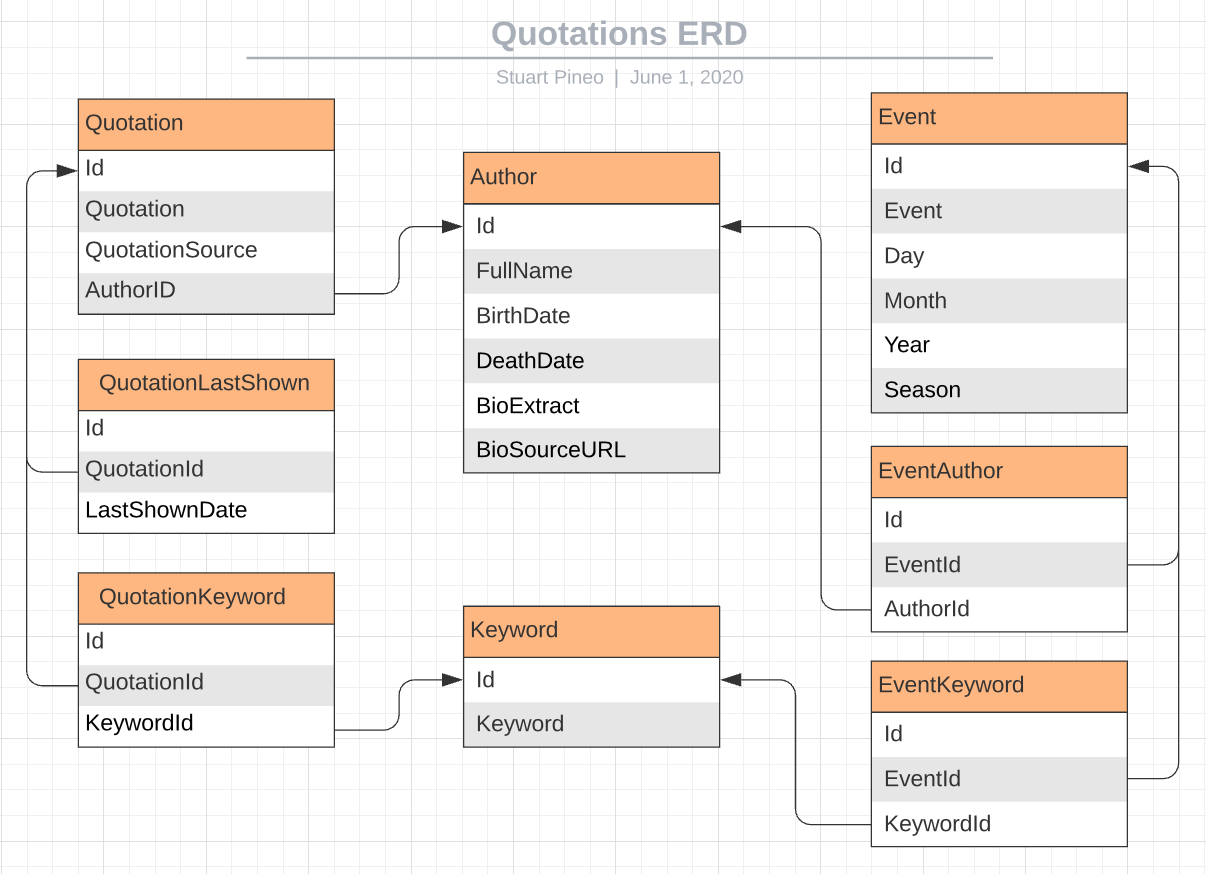 Quotations ERD
Stuart Pineo | June 1, 2020
Quotation
Id
Quotation
QuotationSource
AuthorID
QuotationLastShown
Id
QuotationId
LastShownDate
QuotationKeyword
Id
QuotationId
KeywordId
Author
Id
FullName
BirthDate
DeathDate
BioExtract
BioSourceURL
Keyword
Id
Keyword
Event
Id
Event
Day
Month
Year
Season
EventAuthor
Id
EventId
AuthorId
EventKeyword
Id
EventId
KeywordId